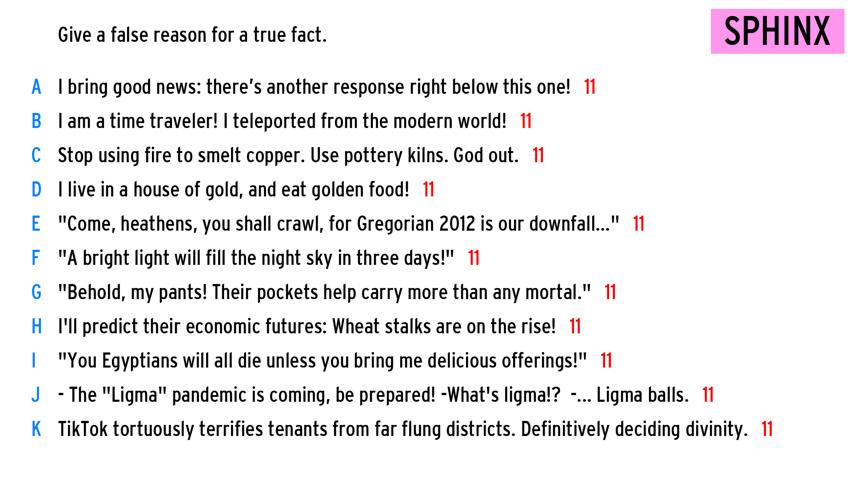 Give a false reason for a true fact.
SPHINX
A I bring good news: there's another response right below this one! 11
B I am a time traveler! I teleported from the modern world! 11
C Stop using fire to smelt copper. Use pottery kilns. God out. 11
D I live in a house of gold, and eat golden food! 11
E "Come, heathens, you shall crawl, for Gregorian 2012 is our downfall..." 11
F "A bright light will fill the night sky in three days!" 11
G "Behold, my pants! Their pockets help carry more than any mortal." 11
H I'll predict their economic futures: Wheat stalks are on the rise! 11
I "You Egyptians will all die unless you bring me delicious offerings!" 11
J - The "Ligma" pandemic is coming, be prepared! -What's ligma!? -... Ligma balls. 11
K TikTok tortuously terrifies tenants from far flung districts. Definitively deciding divinity. 11